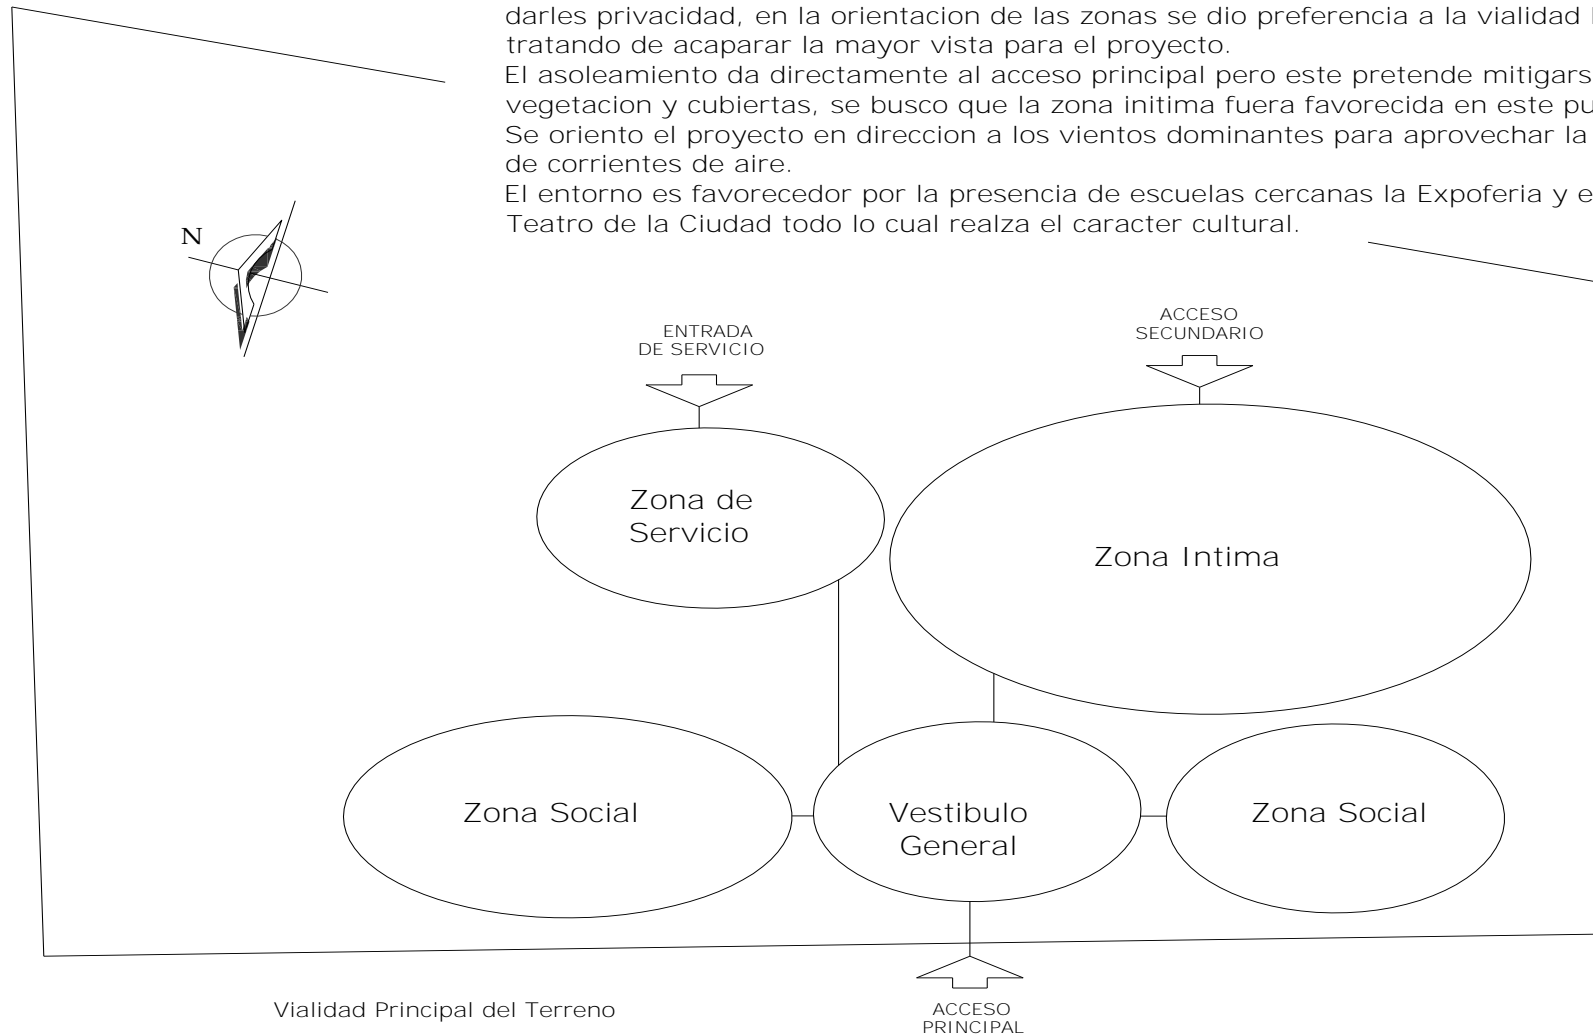 darles privacidad, en la orientacion de las zonas se dio preferencia a la vialidad
tratando de acaparar la mayor vista para el proyecto.
El asoleamiento da directamente al acceso principal pero este pretende mitigars
vegetacion y cubiertas, se busco que la zona initima fuera favorecida en este pu
Se oriento el proyecto en direccion a los vientos dominantes para aprovechar la
de corrientes de aire.
El entorno es favorecedor por la presencia de escuelas cercanas la Expoferia y e
Teatro de la Ciudad todo lo cual realza el caracter cultural.
N
ENTRADA
DE SERVICIO
ACCESO
SECUNDARIO
Zona de
Servicio
Zona Intima
Zona Social
Vestibulo
General
Zona Social
Vialidad Principal del Terreno
ACCESO
PRINCIPAL